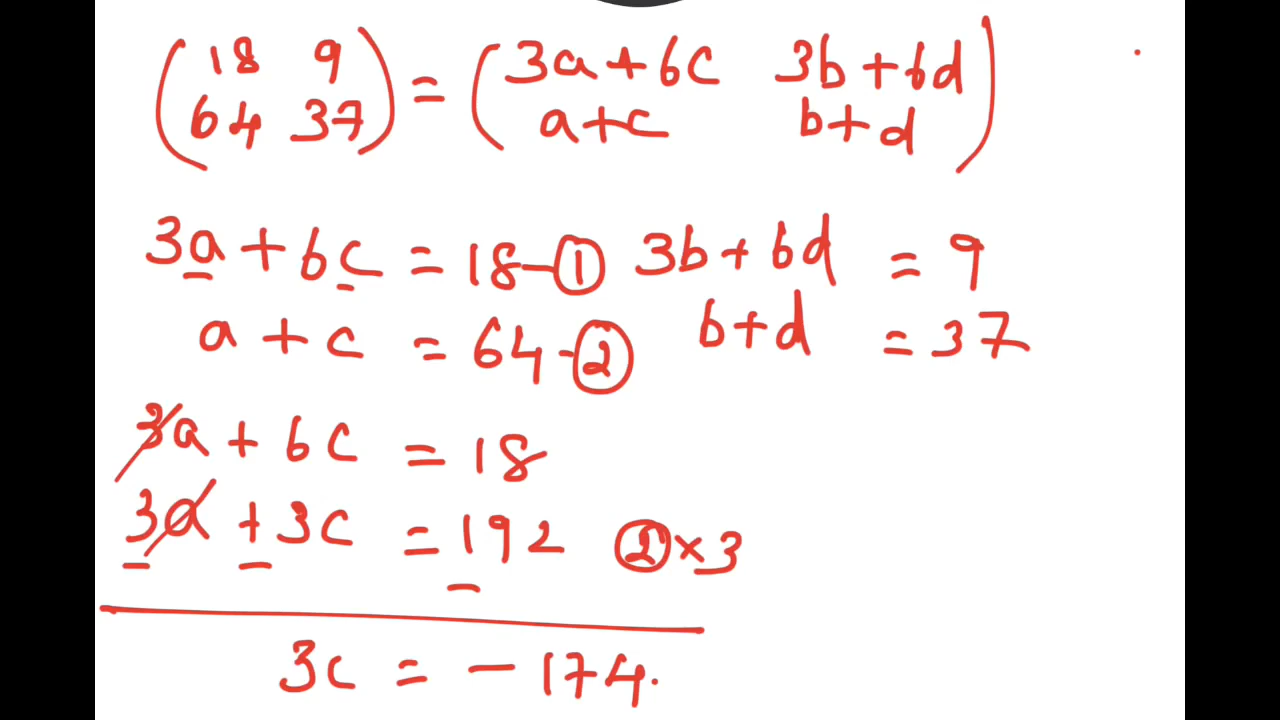 (18 9) = (3a+6c 3b+6d)
(64 37) (a+c b+d)
3a + 6c = 18 - ① 3b + 6d = 9
a + c = 64 - ② b + d = 37
3a + 6c = 18
3a + 3c = 192 ② × 3
3c = - 174.